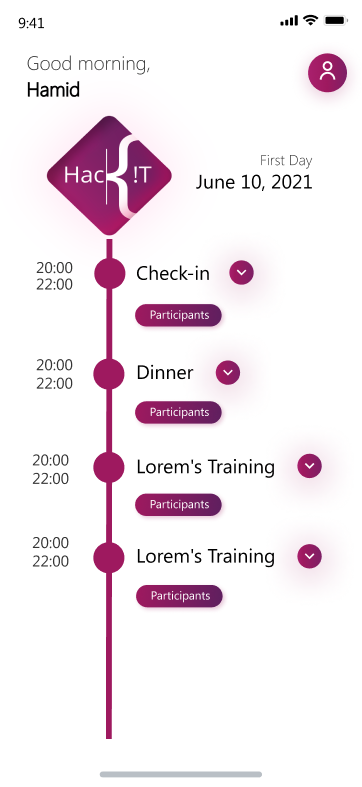 9:41
Good morning,
Hamid
Hac{!T
First Day
June 10, 2021
20:00
22:00
Check-in
Participants
20:00
22:00
Dinner
Participants
20:00
22:00
Lorem's Training
Participants
20:00
22:00
Lorem's Training
Participants